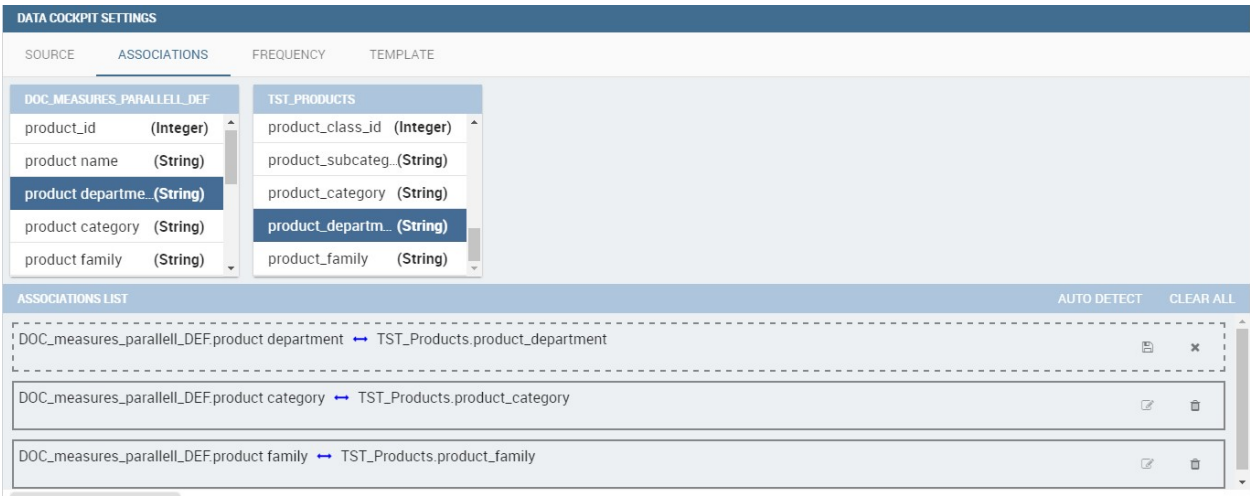 DATA COCKPIT SETTINGS
SOURCE ASSOCIATIONS FREQUENCY TEMPLATE
DOC_MEASURES_PARALLELL_DEF
product_id (Integer)
product name (String)
product departme...(String)
product category (String)
product family (String)
TST_PRODUCTS
product_class_id (Integer)
product_subcateg...(String)
product_category (String)
product_departm... (String)
product_family (String)
ASSOCIATIONS LIST AUTO DETECT CLEAR ALL
DOC_measures_parallell_DEF.product department ↔ TST_Products.product_department
DOC_measures_parallell_DEF.product category ↔ TST_Products.product_category
DOC_measures_parallell_DEF.product family ↔ TST_Products.product_family